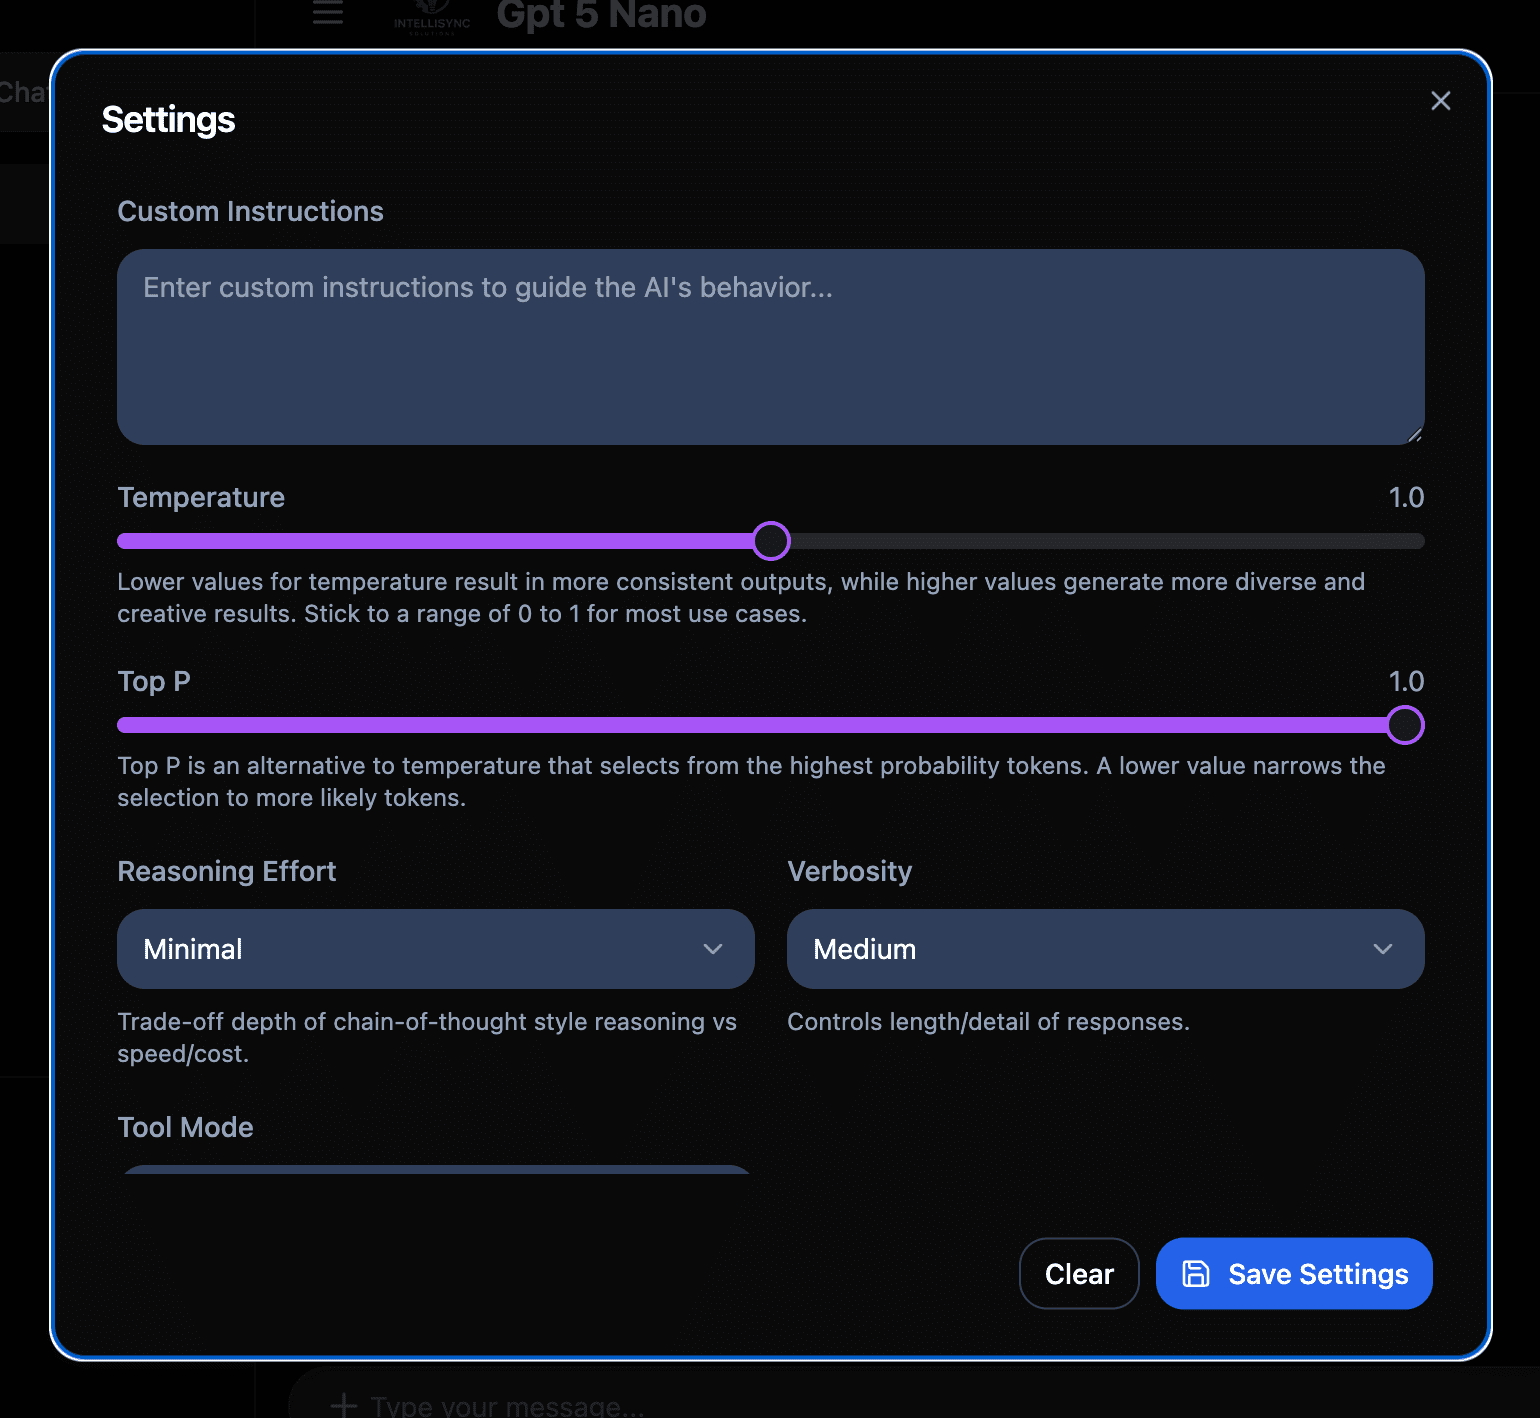 INTELLISYNC
SOLUTIONS
Gpt 5 Nano
Chat
Settings
Custom Instructions
Enter custom instructions to guide the AI's behavior...
Temperature 1.0
Lower values for temperature result in more consistent outputs, while higher values generate more diverse and
creative results. Stick to a range of 0 to 1 for most use cases.
Top P 1.0
Top P is an alternative to temperature that selects from the highest probability tokens. A lower value narrows the
selection to more likely tokens.
Reasoning Effort Verbosity
Minimal Medium
Trade-off depth of chain-of-thought style reasoning vs Controls length/detail of responses.
speed/cost.
Tool Mode
Clear Save Settings
Type your message...